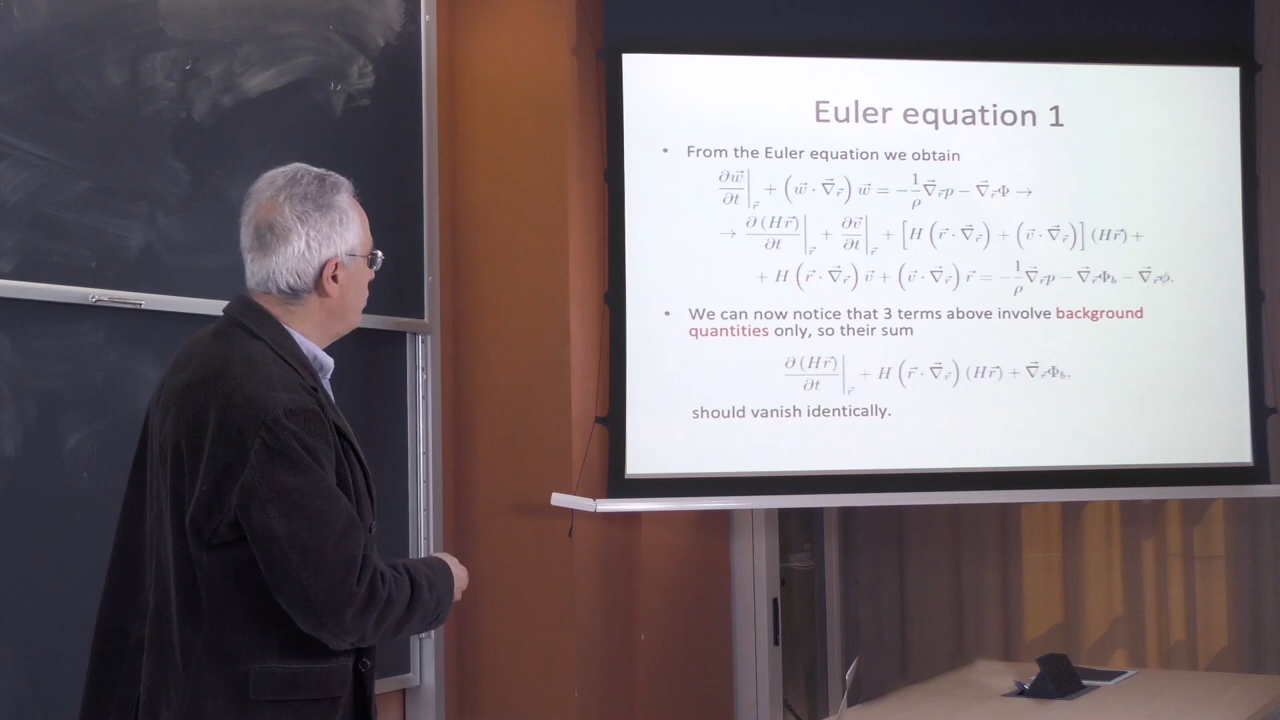 Euler equation 1
• From the Euler equation we obtain
∂w⃗/∂t|_r⃗ + (w⃗ · ∇⃗_r⃗) w⃗ = −1/ρ ∇⃗_r⃗ p − ∇⃗_r⃗ Φ →
→ ∂(Hr⃗)/∂t|_r⃗ + ∂v⃗/∂t|_r⃗ + [H (r⃗ · ∇⃗_r⃗) + (v⃗ · ∇⃗_r⃗)] (Hr⃗) +
+ H (r⃗ · ∇⃗_r⃗) v⃗ + (v⃗ · ∇⃗_r⃗) r⃗ = −1/ρ ∇⃗_r⃗ p − ∇⃗_r⃗ Φ_b − ∇⃗_r⃗ ϕ.
• We can now notice that 3 terms above involve background
quantities only, so their sum
∂(Hr⃗)/∂t|_r⃗ + H (r⃗ · ∇⃗_r⃗) (Hr⃗) + ∇⃗_r⃗ Φ_b,
should vanish identically.